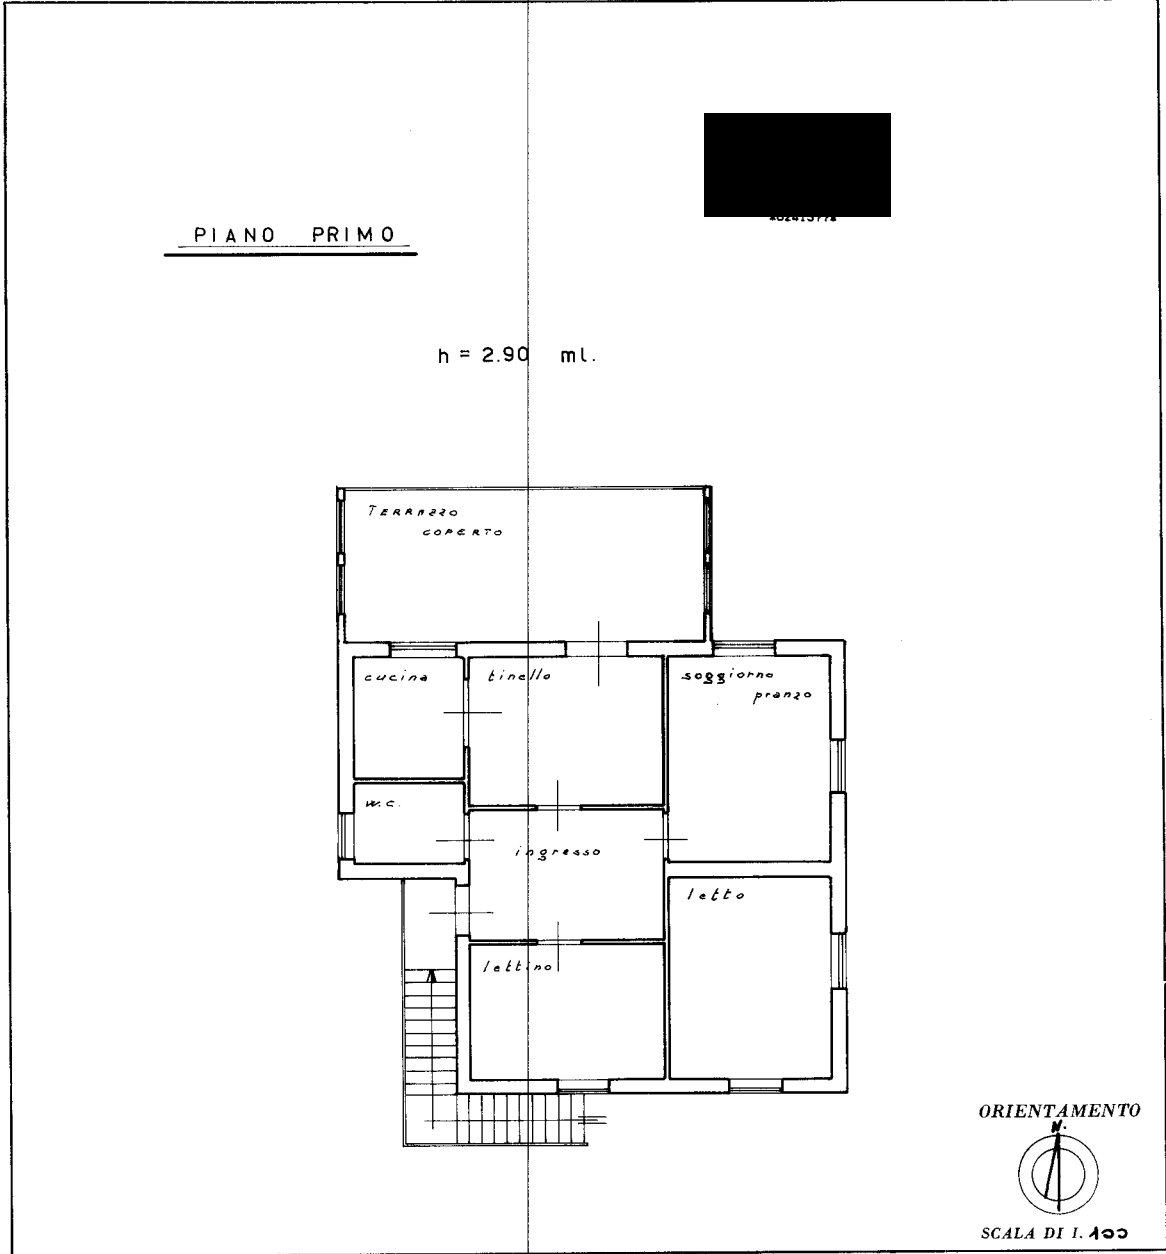 PIANO PRIMO
h = 2.90 ml.
TERRAZZO
COPERTO
cucina
tinello
soggiorno
pranzo
w.c.
ingresso
letto
lettino
ORIENTAMENTO
N.
SCALA DI 1. 100